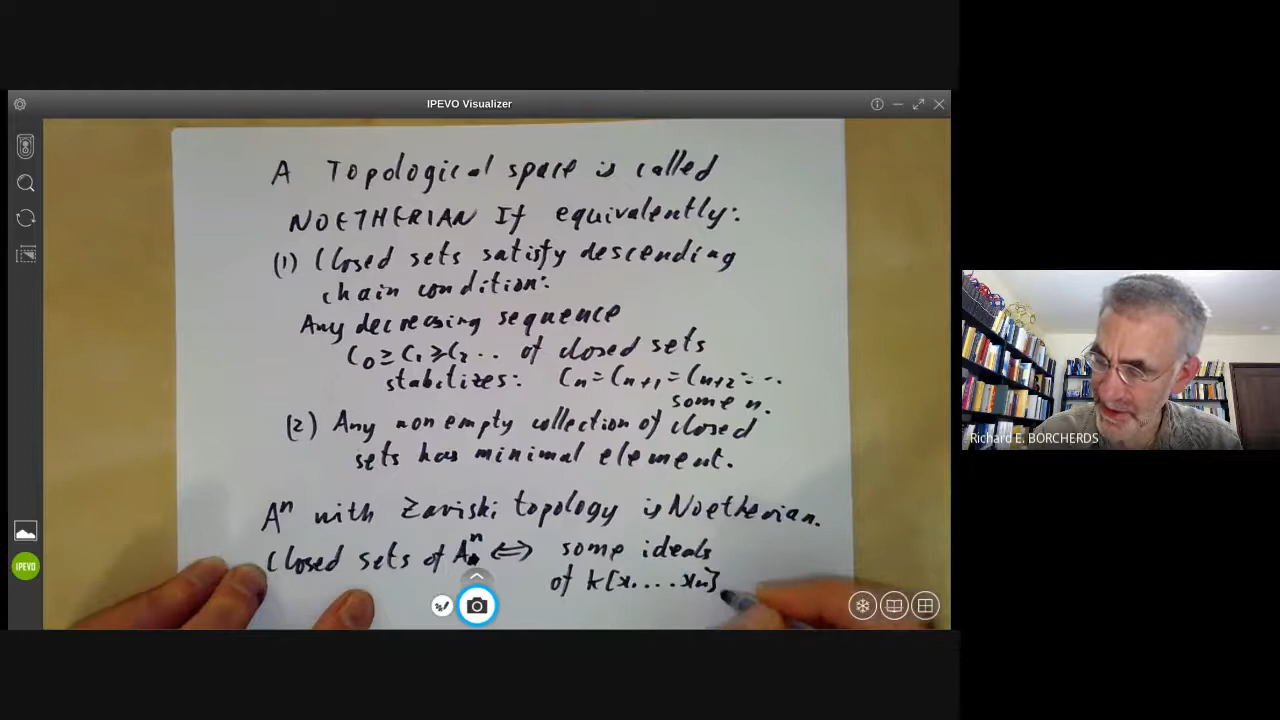 IPEVO Visualizer
A Topological space is called
NOETHERIAN If equivalently:
(1) Closed sets satisfy descending
chain condition:
Any decreasing sequence
C₀ ≥ C₁ ≥ C₂ .. of closed sets
stabilizes: Cₙ = Cₙ₊₁ = Cₙ₊₂ = ...
some n.
(2) Any non empty collection of closed
sets has minimal element.
Aⁿ with Zariski topology is Noetherian.
Closed sets of Aⁿ ⇔ some ideals
of k[x....xₙ]
IPEVO
Richard E. BORCHERDS